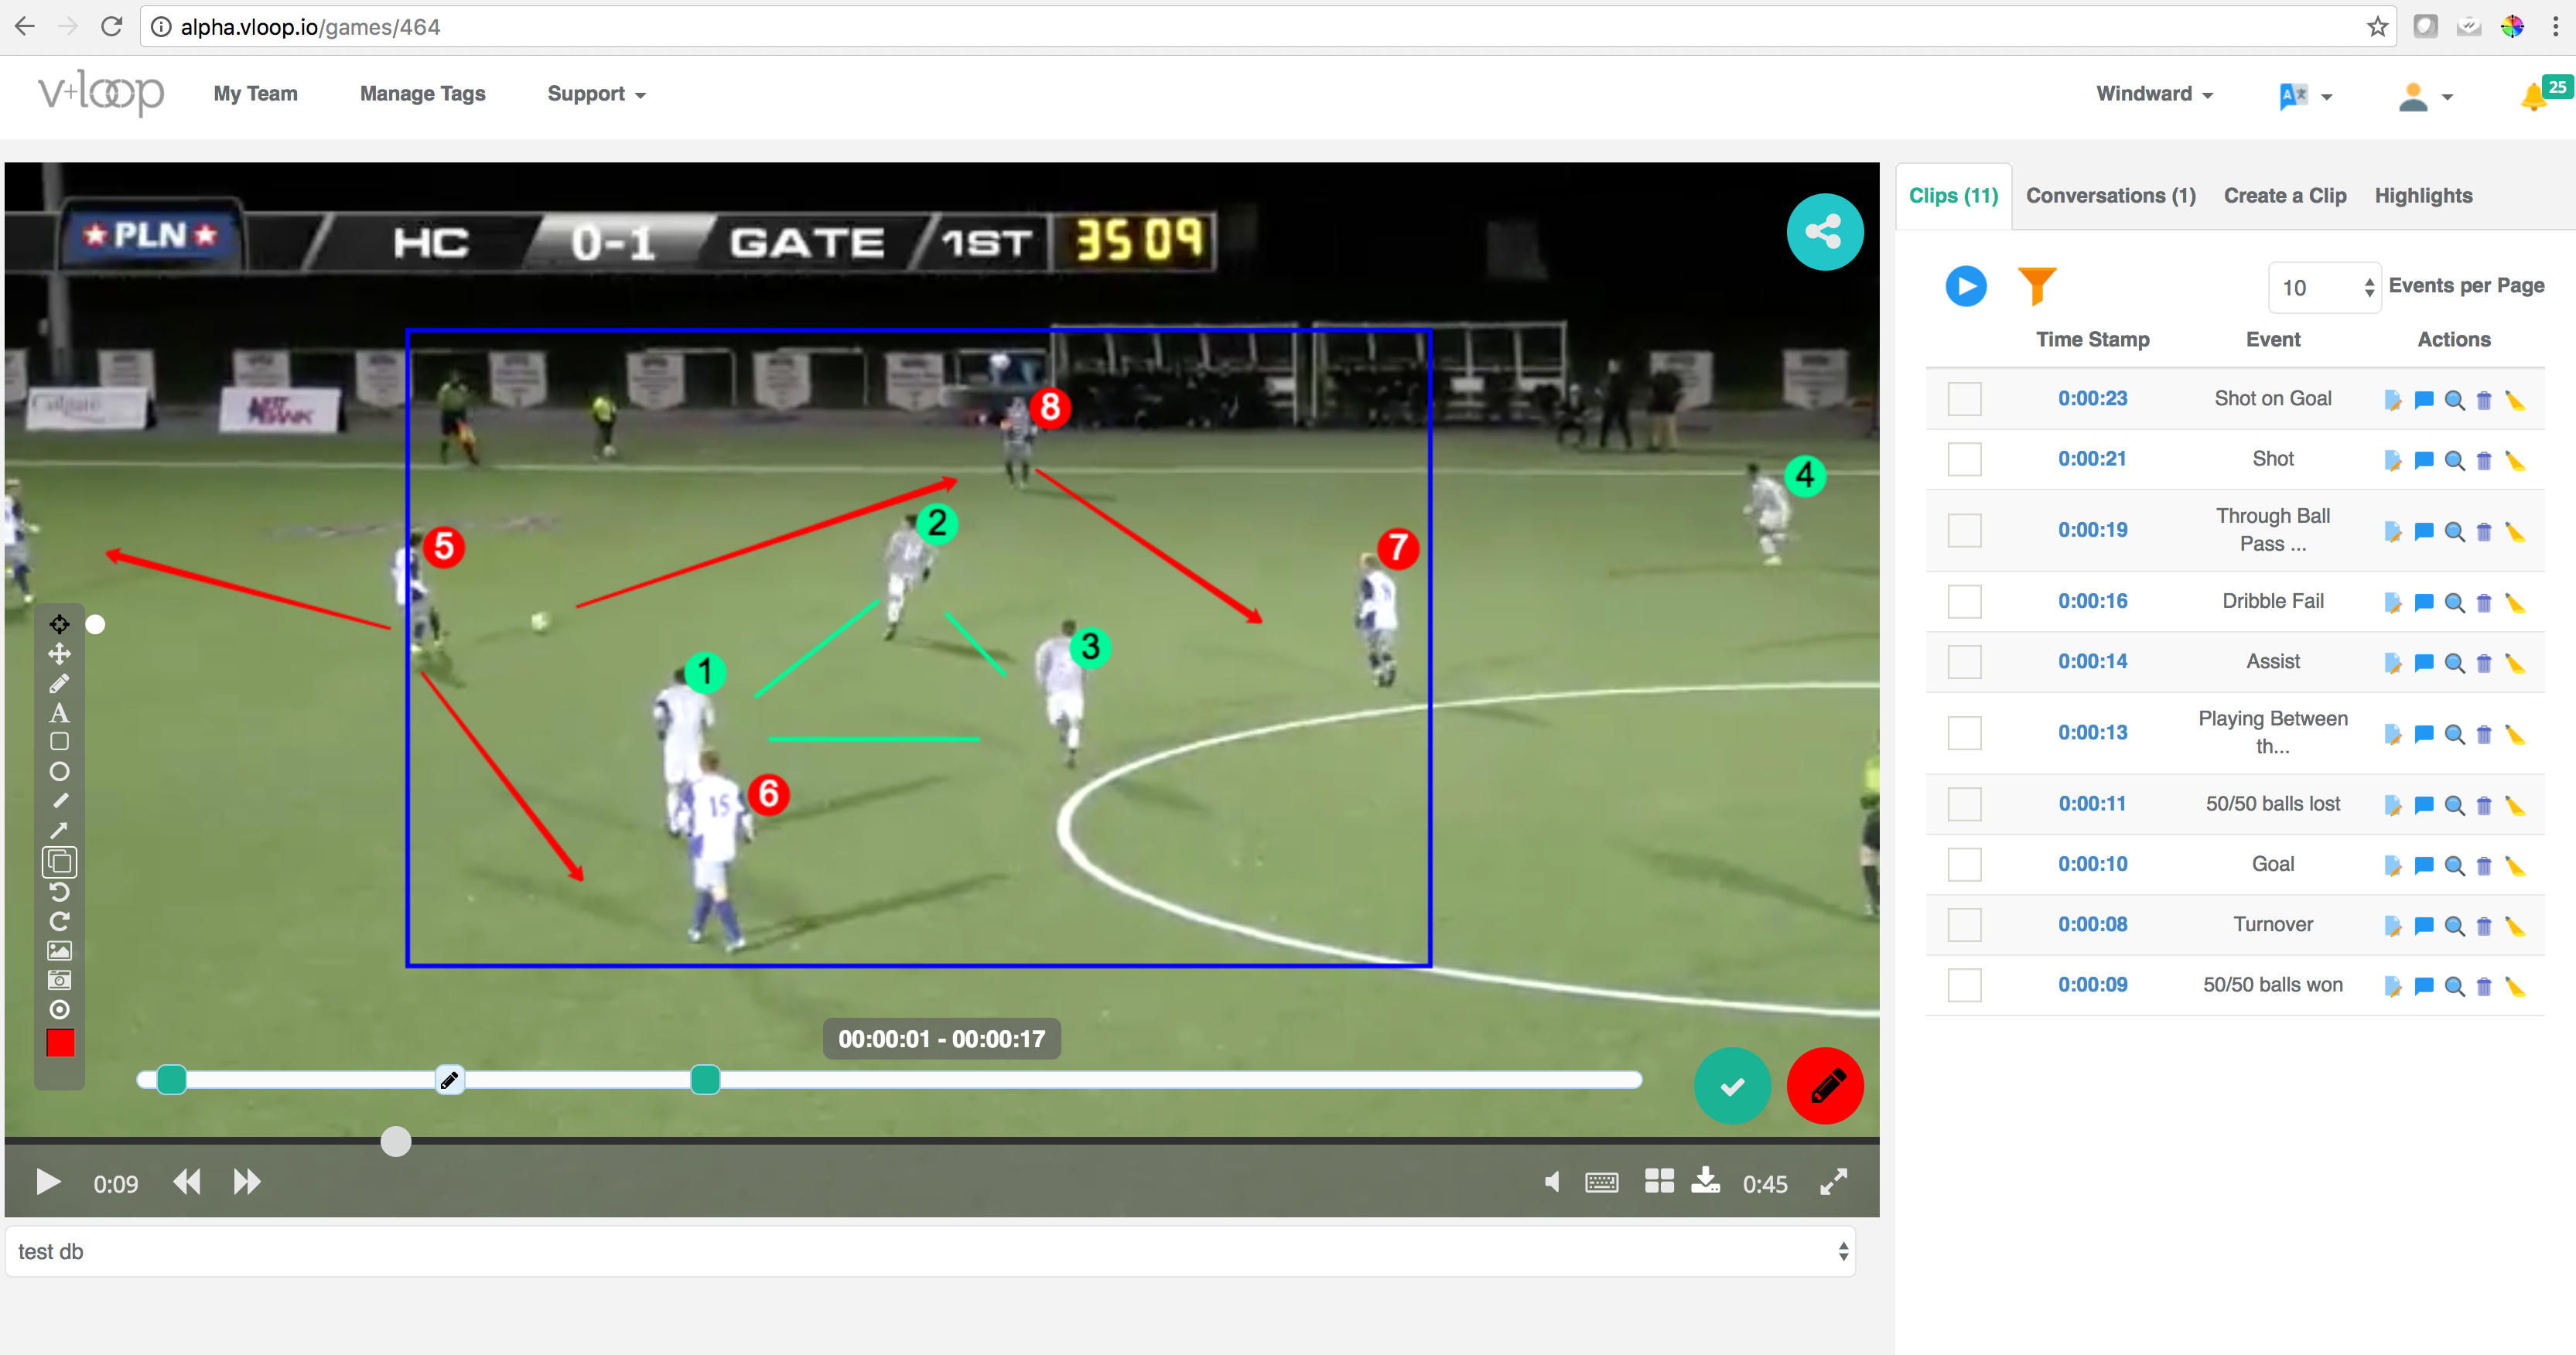 alpha.vloop.io/games/464
v+loop My Team Manage Tags Support Windward 25
PLN HC 0-1 GATE 1ST 35 09
Clips (11) Conversations (1) Create a Clip Highlights
10 Events per Page
Time Stamp Event Actions
0:00:23 Shot on Goal
0:00:21 Shot
0:00:19 Through Ball
Pass ...
0:00:16 Dribble Fail
0:00:14 Assist
0:00:13 Playing Between
th...
0:00:11 50/50 balls lost
0:00:10 Goal
0:00:08 Turnover
0:00:09 50/50 balls won
Colgate
BANK
8
4
2
5
7
3
1
6
15
A
00:00:01 - 00:00:17
0:09 0:45
test db